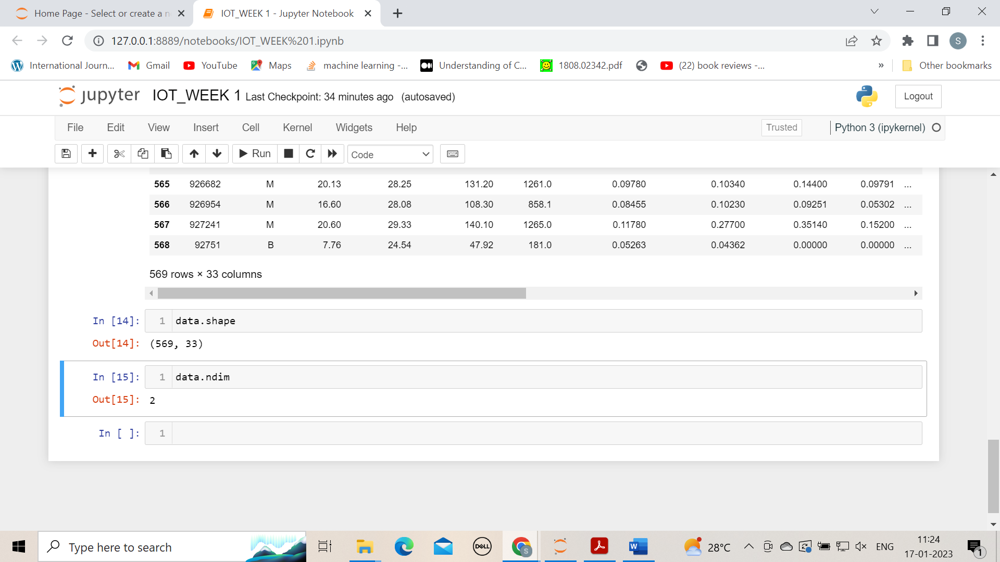 Home Page - Select or create a n
IOT_WEEK 1 - Jupyter Notebook
127.0.0.1:8889/notebooks/IOT_WEEK%201.ipynb
S
International Journ...
Gmail
YouTube
Maps
machine learning -...
Understanding of C...
1808.02342.pdf
(22) book reviews -...
»
Other bookmarks
jupyter IOT_WEEK 1 Last Checkpoint: 34 minutes ago (autosaved)
Logout
File Edit View Insert Cell Kernel Widgets Help
Trusted
Python 3 (ipykernel)
Run
Code
565 926682 M 20.13 28.25 131.20 1261.0 0.09780 0.10340 0.14400 0.09791 ...
566 926954 M 16.60 28.08 108.30 858.1 0.08455 0.10230 0.09251 0.05302 ...
567 927241 M 20.60 29.33 140.10 1265.0 0.11780 0.27700 0.35140 0.15200 ...
568 92751 B 7.76 24.54 47.92 181.0 0.05263 0.04362 0.00000 0.00000 ...
569 rows × 33 columns
In [14]: 1 data.shape
Out[14]: (569, 33)
In [15]: 1 data.ndim
Out[15]: 2
In [ ]: 1
Type here to search
DELL
S
W
28°C
ENG
11:24
17-01-2023
1